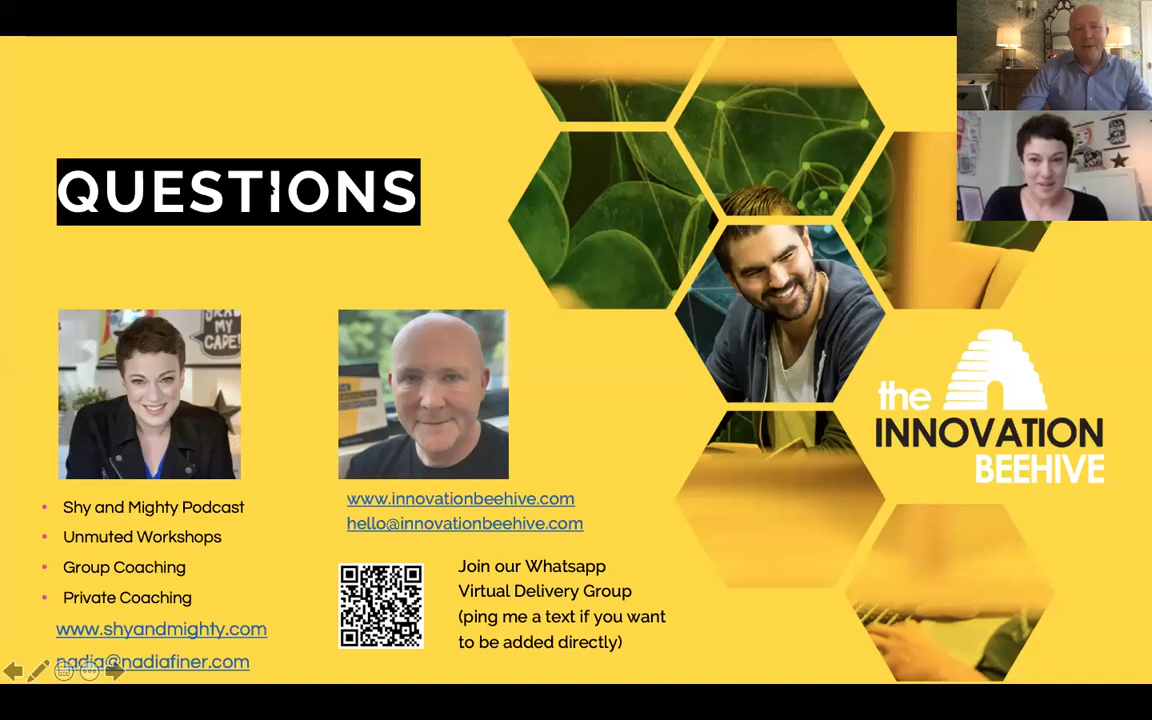 QUESTIONS
MY
CAPE!
• Shy and Mighty Podcast
• Unmuted Workshops
• Group Coaching
• Private Coaching
www.shyandmighty.com
nadia@nadiafiner.com
www.innovationbeehive.com
hello@innovationbeehive.com
Join our Whatsapp
Virtual Delivery Group
(ping me a text if you want
to be added directly)
the
INNOVATION
BEEHIVE